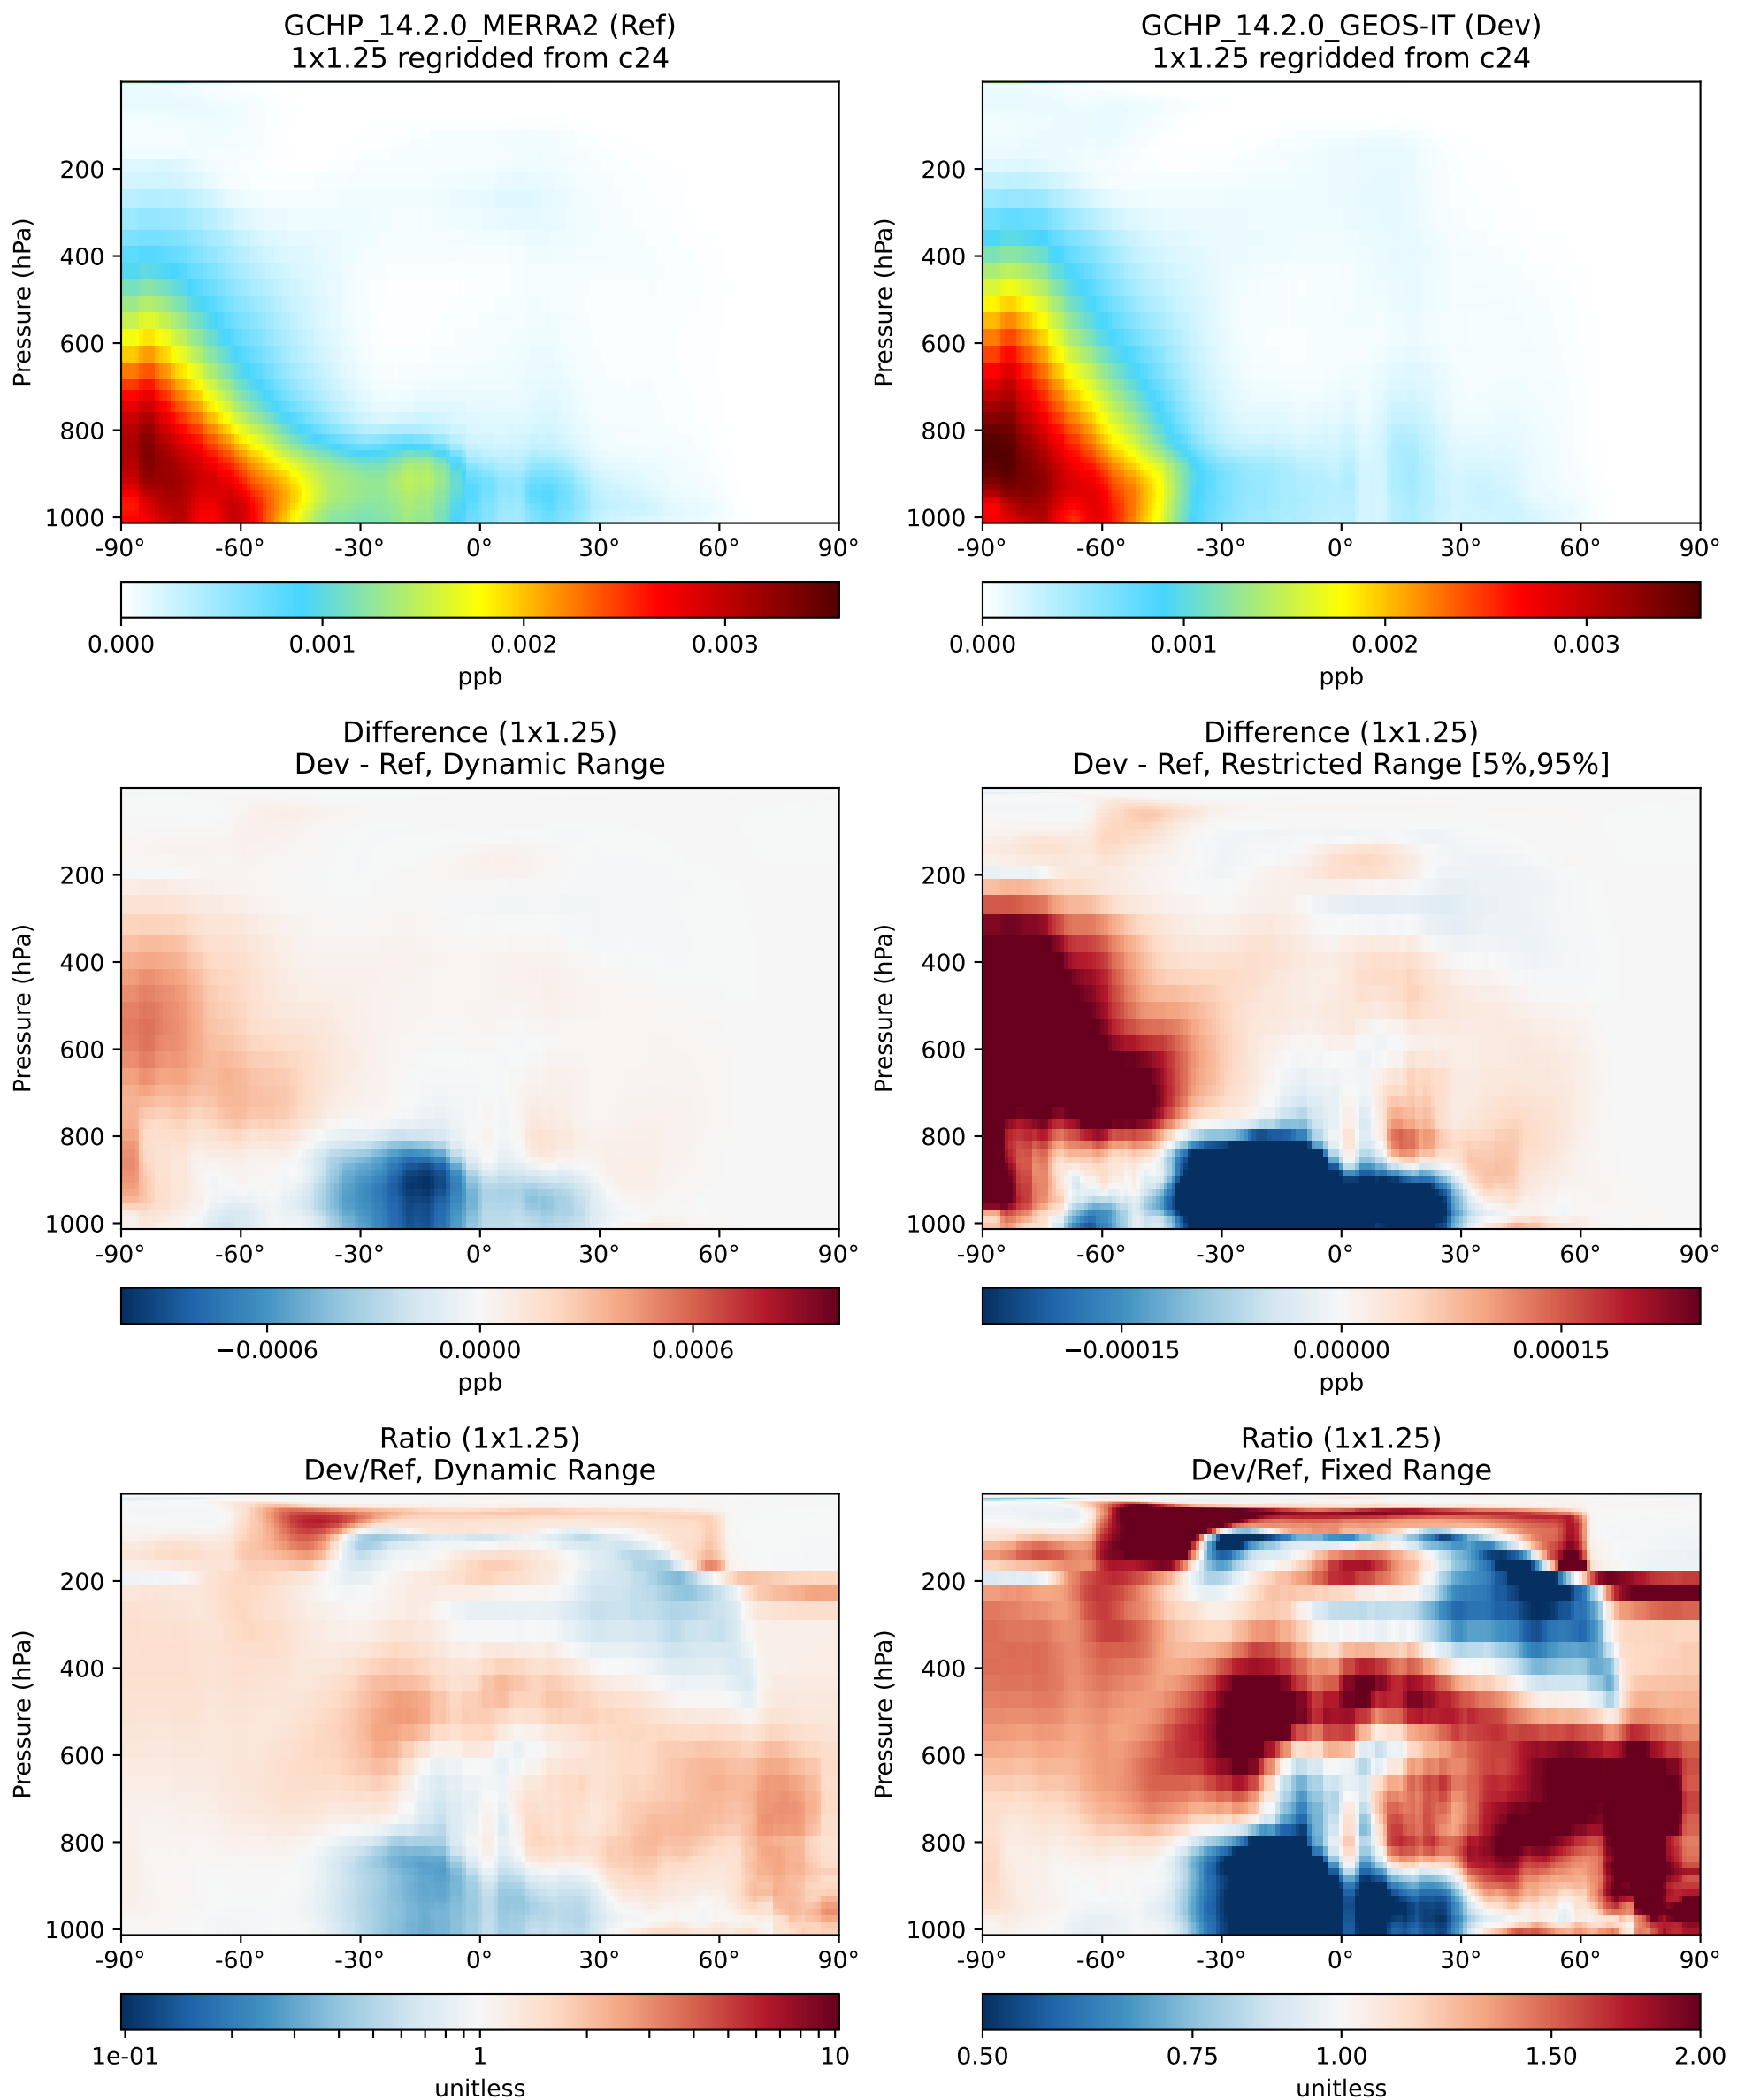 GCHP_14.2.0_MERRA2 (Ref)
1x1.25 regridded from c24
Pressure (hPa)
200
400
600
800
1000
-90° -60° -30° 0° 30° 60° 90°
0.000 0.001 0.002 0.003
ppb
GCHP_14.2.0_GEOS-IT (Dev)
1x1.25 regridded from c24
Pressure (hPa)
200
400
600
800
1000
-90° -60° -30° 0° 30° 60° 90°
0.000 0.001 0.002 0.003
ppb
Difference (1x1.25)
Dev - Ref, Dynamic Range
Pressure (hPa)
200
400
600
800
1000
-90° -60° -30° 0° 30° 60° 90°
−0.0006 0.0000 0.0006
ppb
Difference (1x1.25)
Dev - Ref, Restricted Range [5%,95%]
Pressure (hPa)
200
400
600
800
1000
-90° -60° -30° 0° 30° 60° 90°
−0.00015 0.00000 0.00015
ppb
Ratio (1x1.25)
Dev/Ref, Dynamic Range
Pressure (hPa)
200
400
600
800
1000
-90° -60° -30° 0° 30° 60° 90°
1e-01 1 10
unitless
Ratio (1x1.25)
Dev/Ref, Fixed Range
Pressure (hPa)
200
400
600
800
1000
-90° -60° -30° 0° 30° 60° 90°
0.50 0.75 1.00 1.50 2.00
unitless